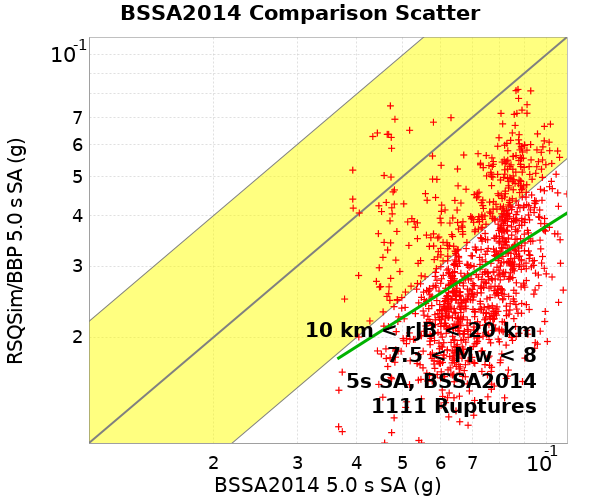 BSSA2014 Comparison Scatter
RSQSim/BBP 5.0 s SA (g)
10-1
7
6
5
4
3
2
10 km < rJB < 20 km
7.5 < Mw < 8
5s SA, BSSA2014
1111 Ruptures
2 3 4 5 6 7 10-1
BSSA2014 5.0 s SA (g)